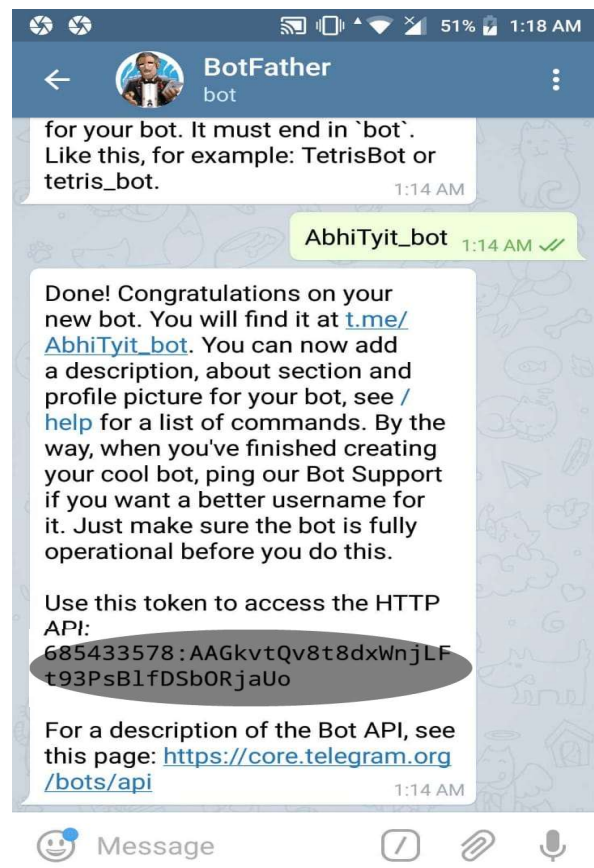 51% 1:18 AM
BotFather
bot
for your bot. It must end in `bot`.
Like this, for example: TetrisBot or
tetris_bot.
1:14 AM
AbhiTyit_bot 1:14 AM
Done! Congratulations on your
new bot. You will find it at t.me/
AbhiTyit_bot. You can now add
a description, about section and
profile picture for your bot, see /
help for a list of commands. By the
way, when you've finished creating
your cool bot, ping our Bot Support
if you want a better username for
it. Just make sure the bot is fully
operational before you do this.
Use this token to access the HTTP
API:
685433578:AAGkvtQv8t8dxWnjLF
t93PsBlfDSbORjaUo
For a description of the Bot API, see
this page: https://core.telegram.org
/bots/api
1:14 AM
Message